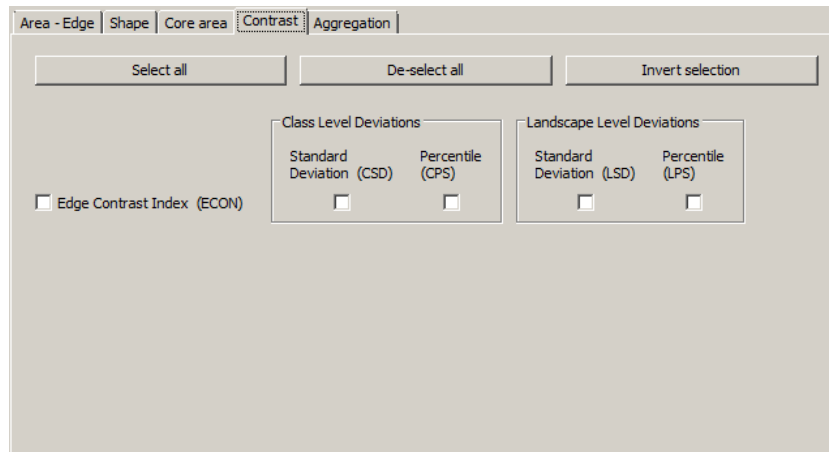 Area - Edge Shape Core area Contrast Aggregation
Select all De-select all Invert selection
Class Level Deviations Landscape Level Deviations
Standard Percentile Standard Percentile
Deviation (CSD) (CPS) Deviation (LSD) (LPS)
Edge Contrast Index (ECON)